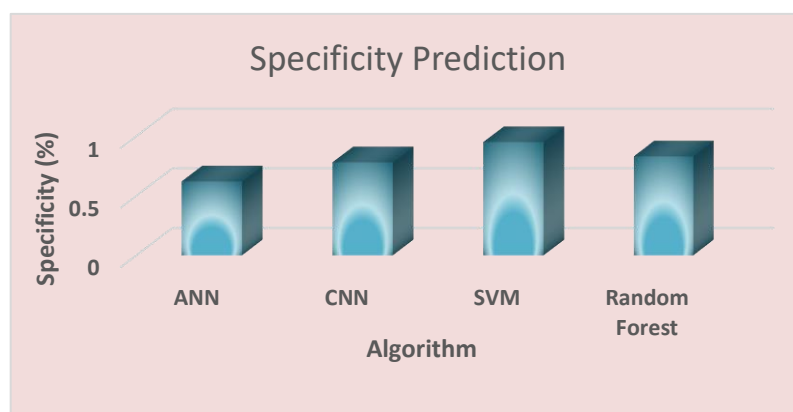 Specificity Prediction
Specificity (%)
1
0.5
0
ANN
CNN
SVM
Random
Forest
Algorithm